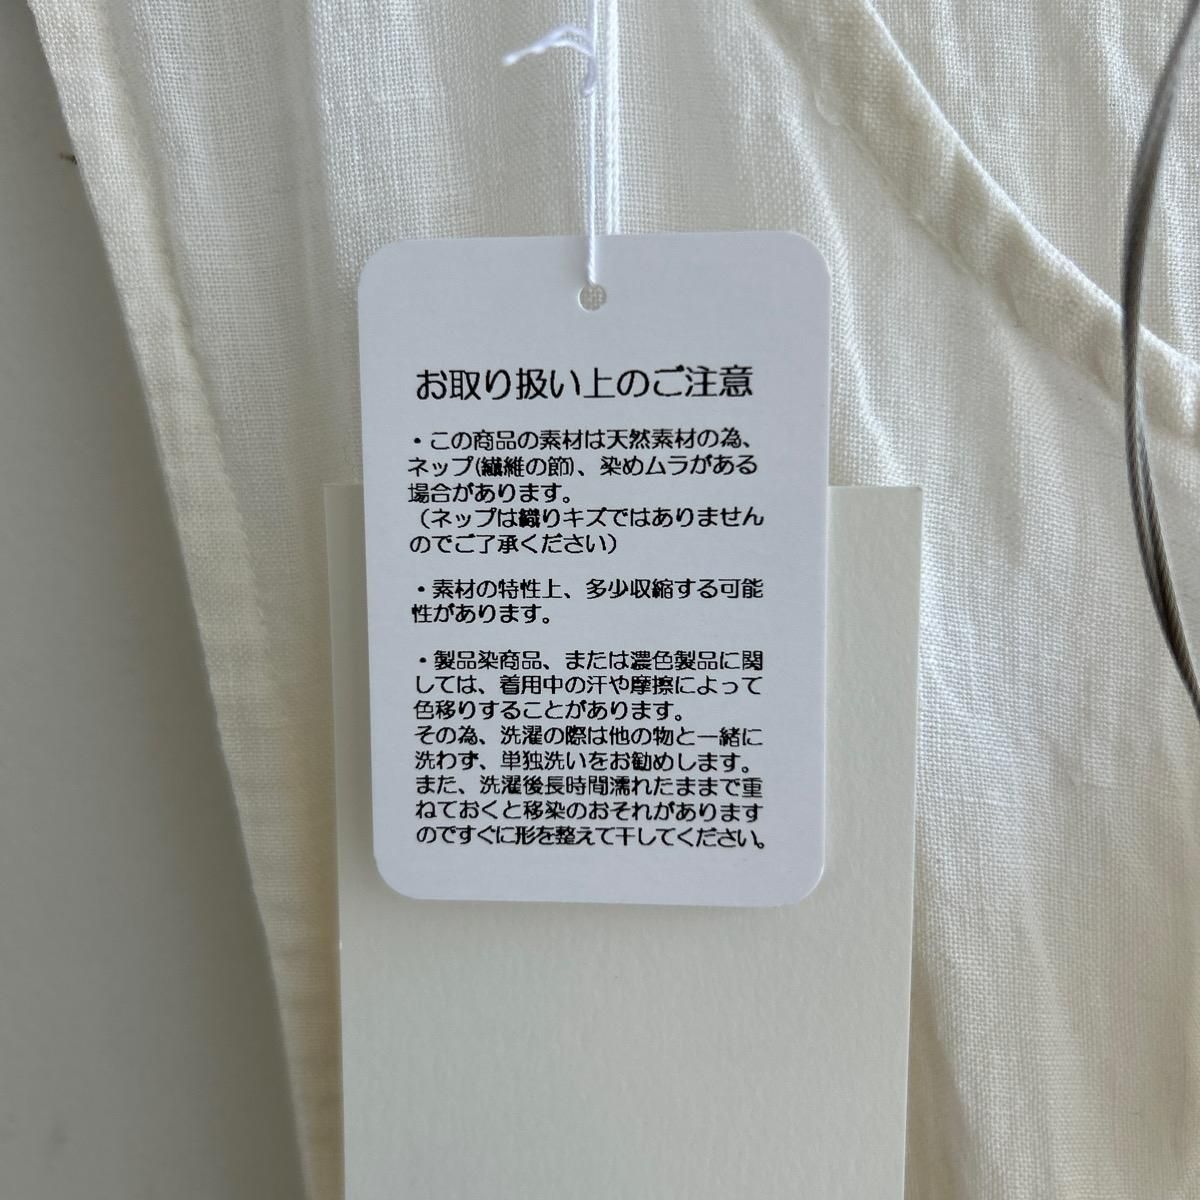 お取り扱い上のご注意
・この商品の素材は天然素材の為、
ネップ(繊維の節)、染めムラがある
場合があります。
（ネップは織りキズではありません
のでご了承ください）
・素材の特性上、多少収縮する可能
性があります。
・製品染商品、または濃色製品に関
しては、着用中の汗や摩擦によって
色移りすることがあります。
その為、洗濯の際は他の物と一緒に
洗わず、単独洗いをお勧めします。
また、洗濯後長時間濡れたままで重
ねておくと移染のおそれがあります
のですぐに形を整えて干してください。